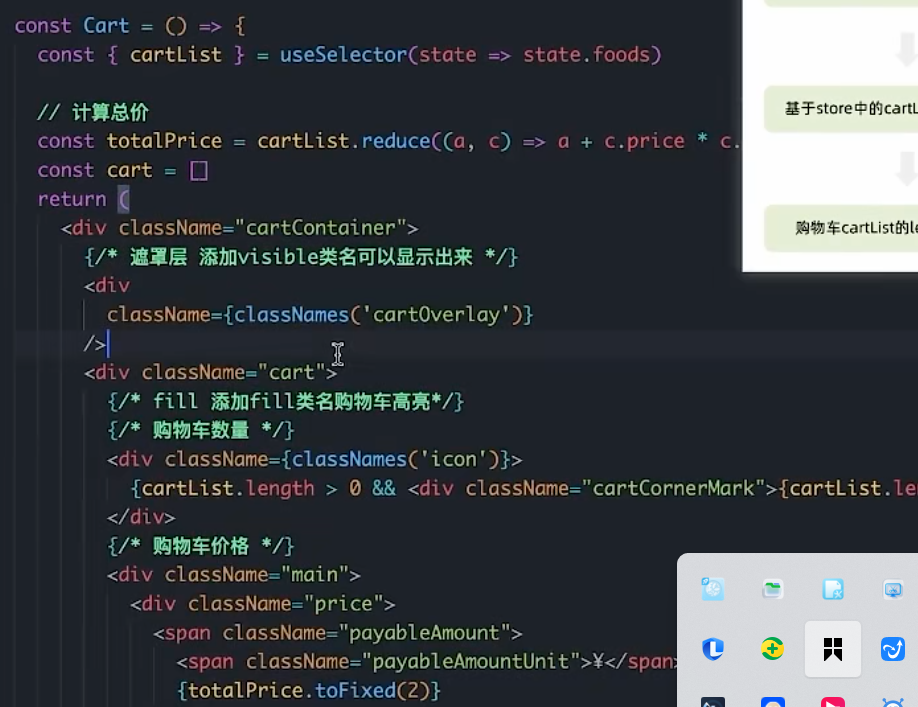 const Cart = () => {
const { cartList } = useSelector(state => state.foods)
// 计算总价
const totalPrice = cartList.reduce((a, c) => a + c.price * c.
const cart = []
return (
<div className="cartContainer">
{/* 遮罩层 添加visible类名可以显示出来 */}
<div
className={classNames('cartOverlay')}
/>
<div className="cart">
{/* fill 添加fill类名购物车高亮*/}
{/* 购物车数量 */}
<div className={classNames('icon')}>
{cartList.length > 0 && <div className="cartCornerMark">{cartList.le
</div>
{/* 购物车价格 */}
<div className="main">
<div className="price">
<span className="payableAmount">
<span className="payableAmountUnit">¥</span>
{totalPrice.toFixed(2)}
基于store中的cartL
购物车cartList的le